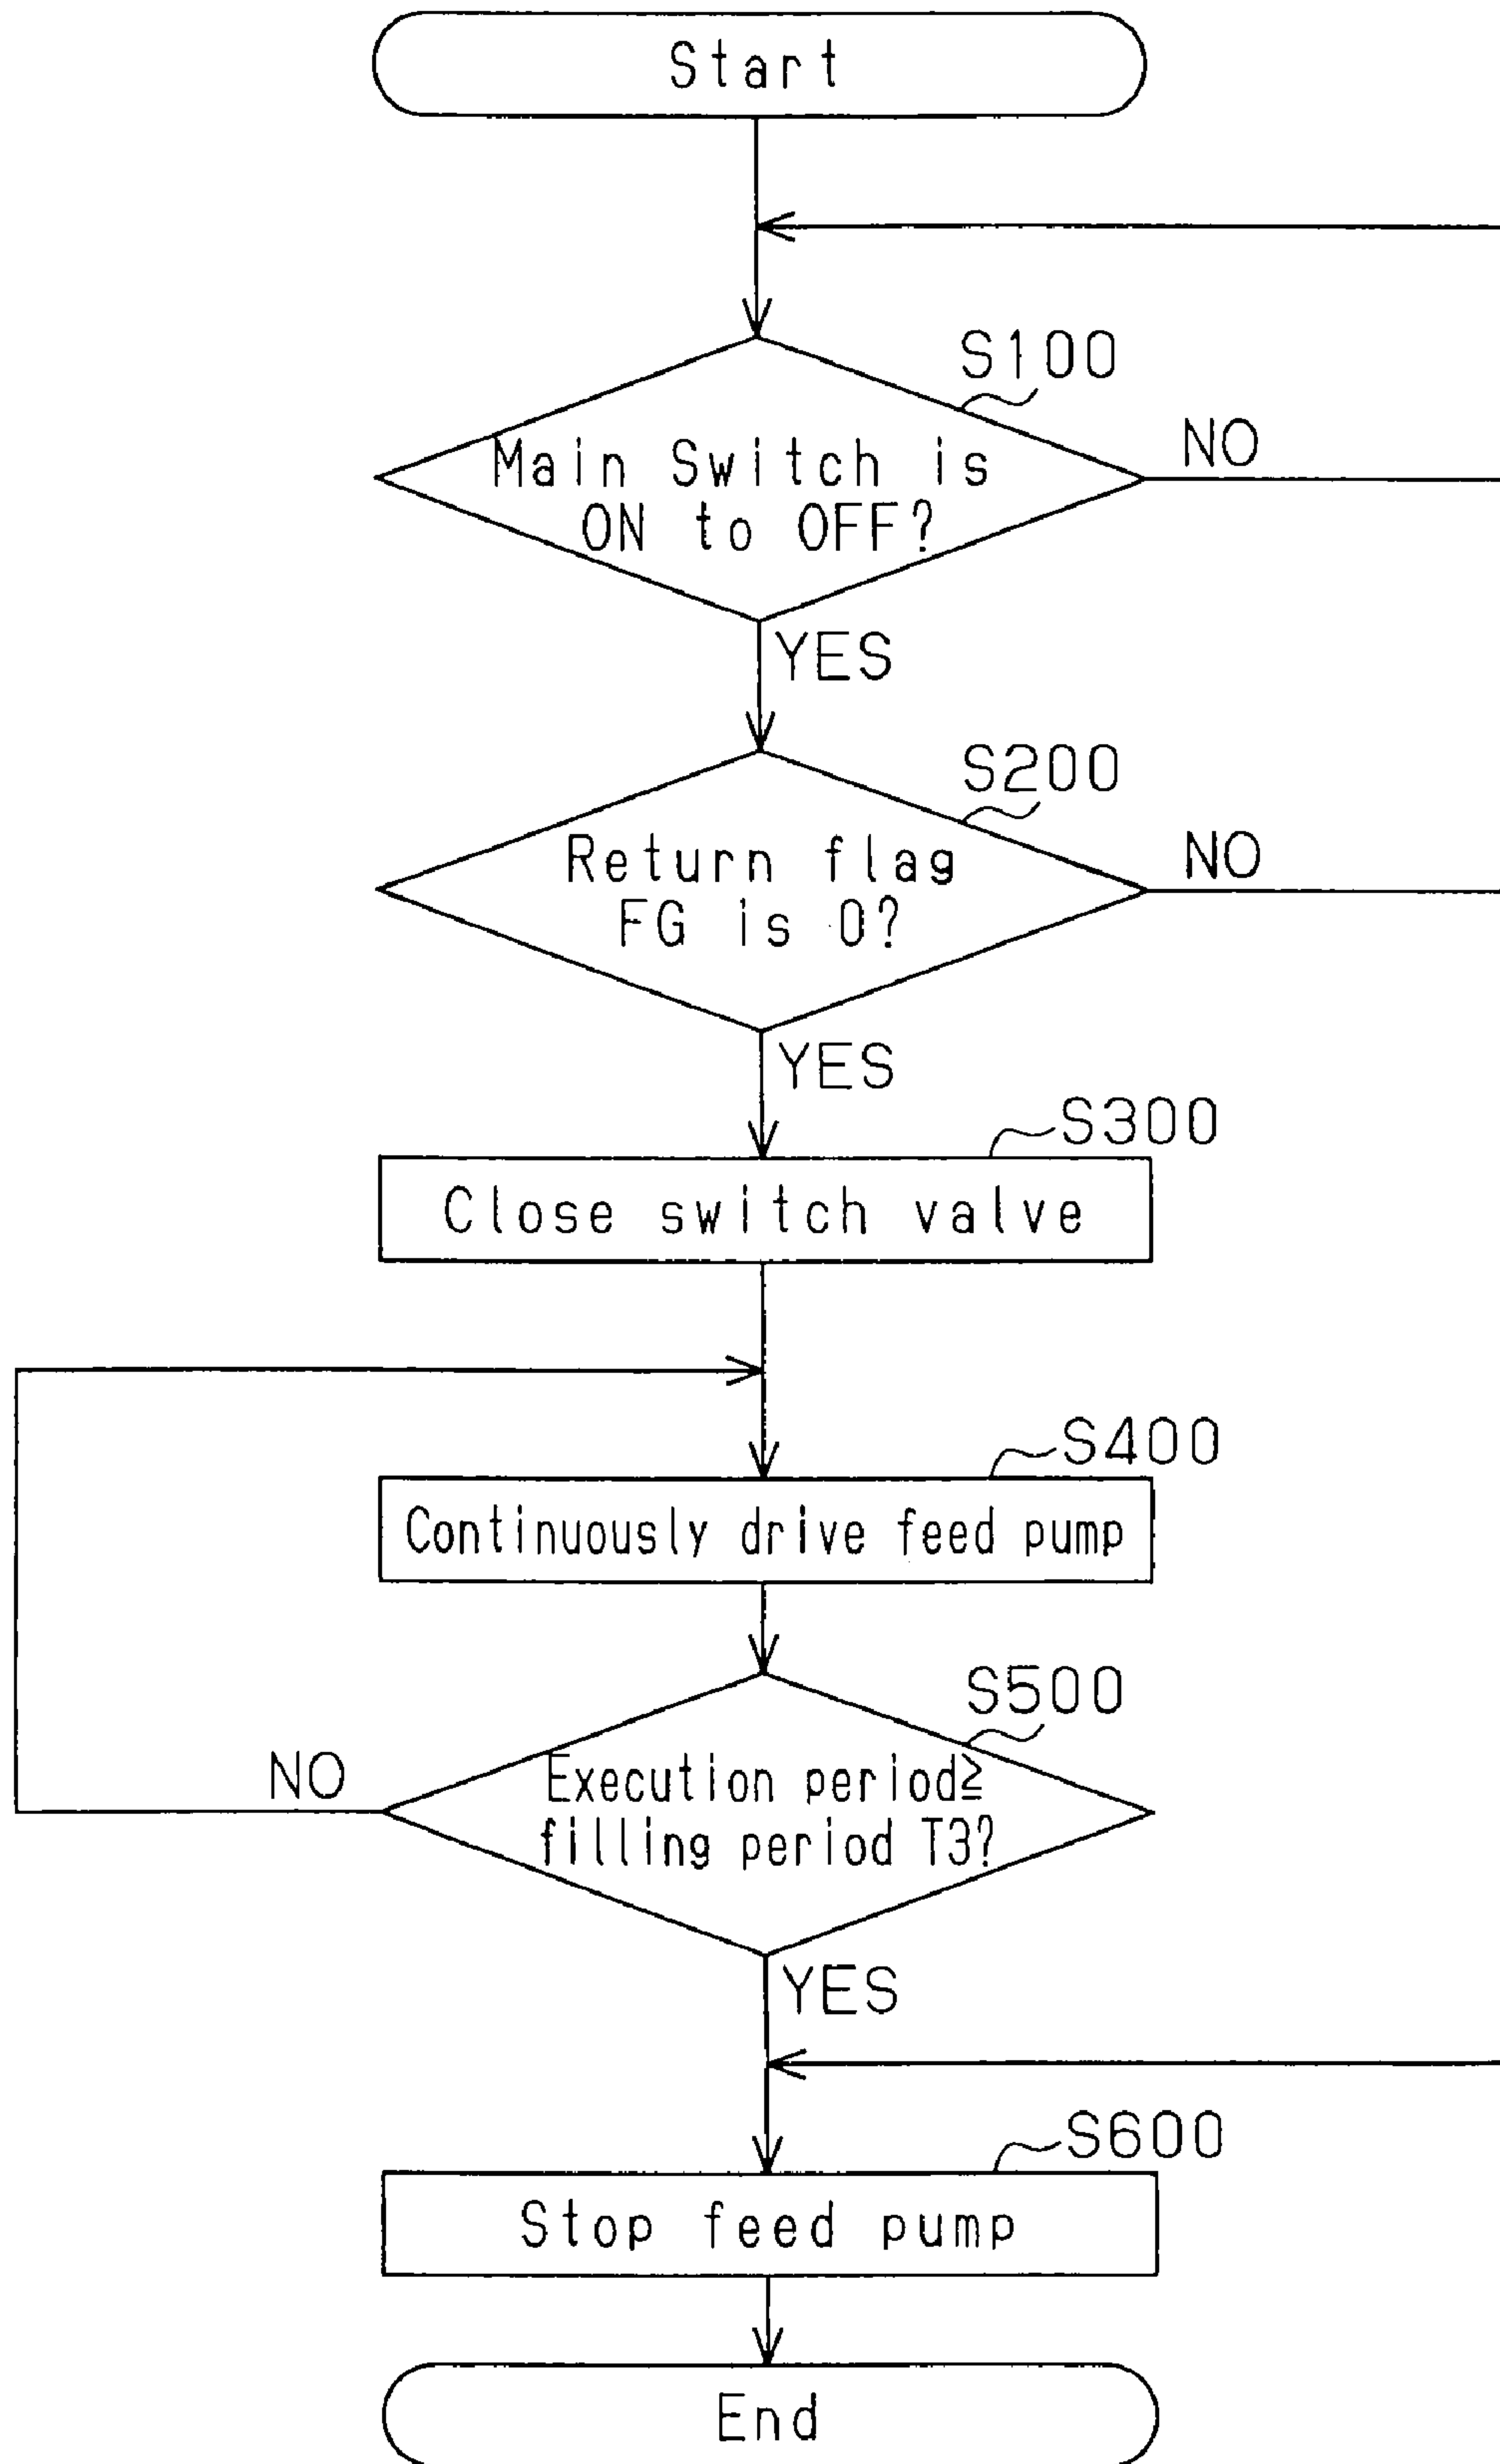 Start
S100
Main Switch is
ON to OFF?
NO
YES
S200
Return flag
FG is 0?
NO
YES
S300
Close switch valve
S400
Continuously drive feed pump
S500
Execution period≧
filling period T3?
NO
YES
S600
Stop feed pump
End